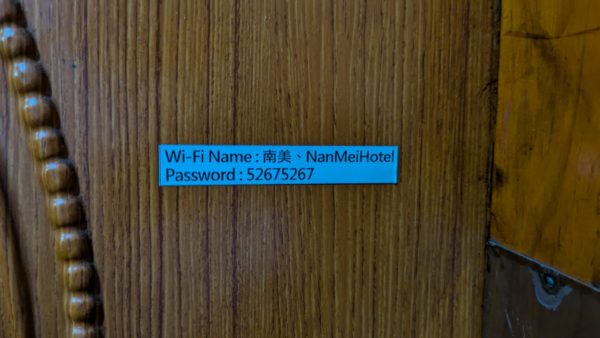 Wi-Fi Name : 南美、NanMeiHotel
Password : 52675267